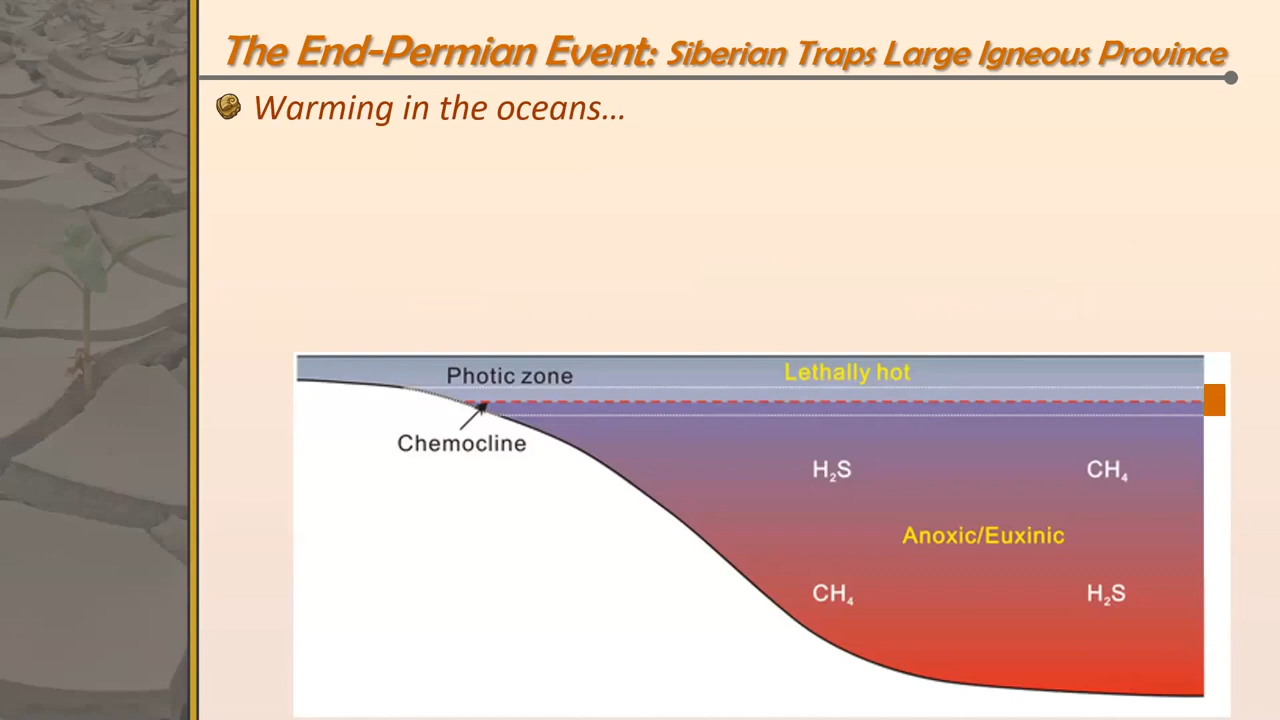 The End-Permian Event: Siberian Traps Large Igneous Province
Warming in the oceans…
Photic zone
Lethally hot
Chemocline
H₂S
CH₄
Anoxic/Euxinic
CH₄
H₂S